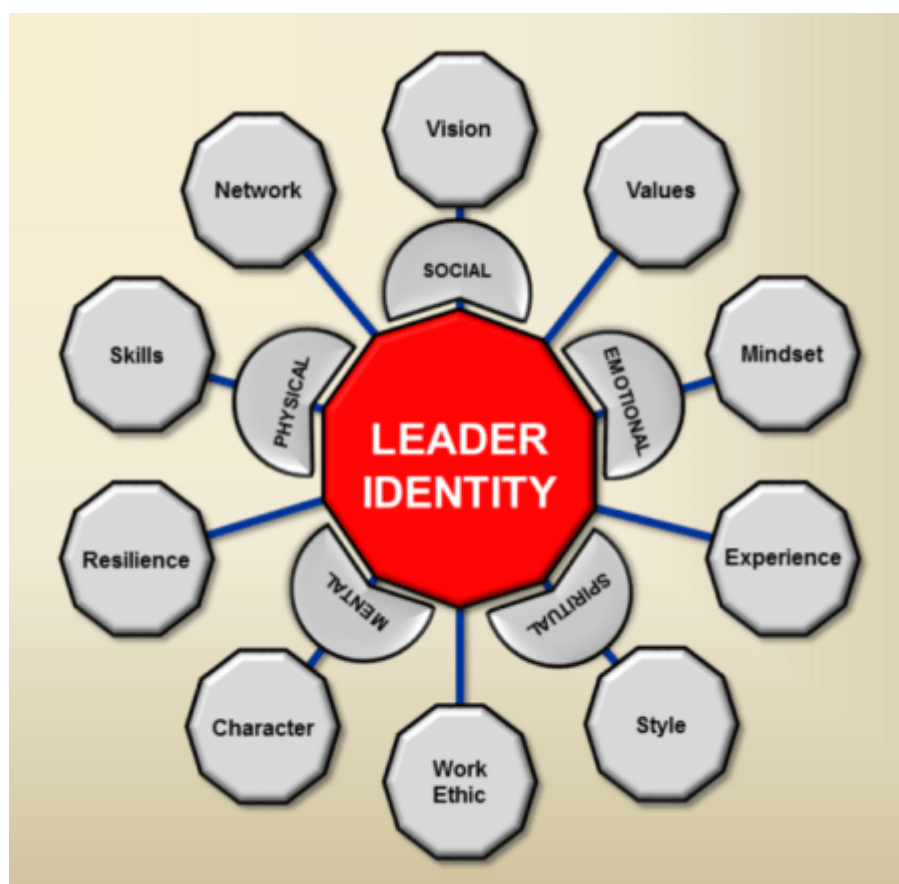 Vision
Network
Values
SOCIAL
Skills
PHYSICAL
EMOTIONAL
Mindset
LEADER
IDENTITY
Resilience
Experience
MENTAL
SPIRITUAL
Character
Style
Work
Ethic